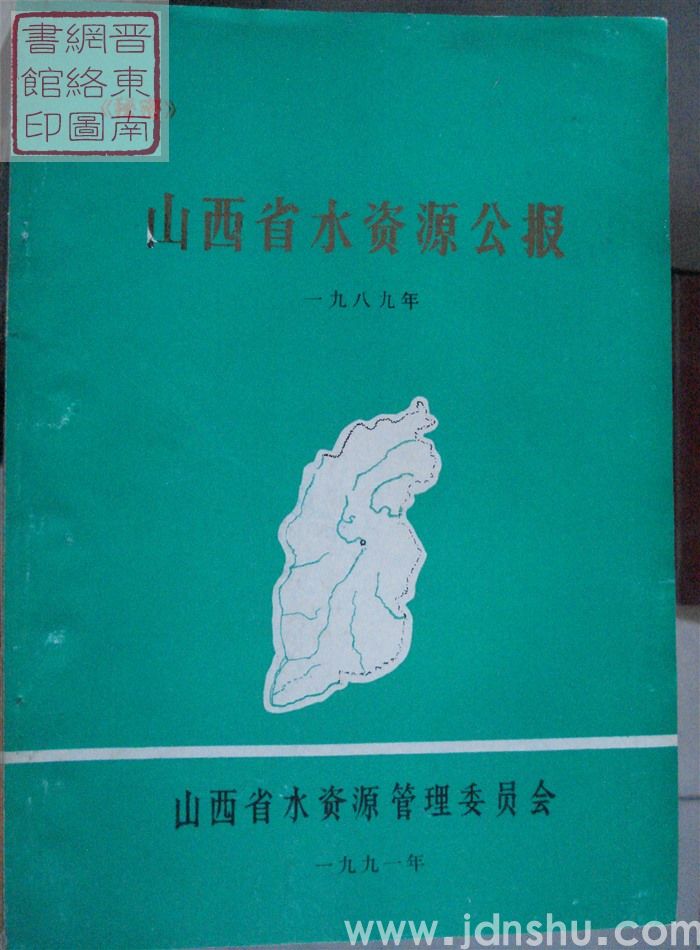 晋東南
網絡圖
書館印
山西省水资源公报
一九八九年
山西省水资源管理委员会
一九九一年
www.jdnshu.com